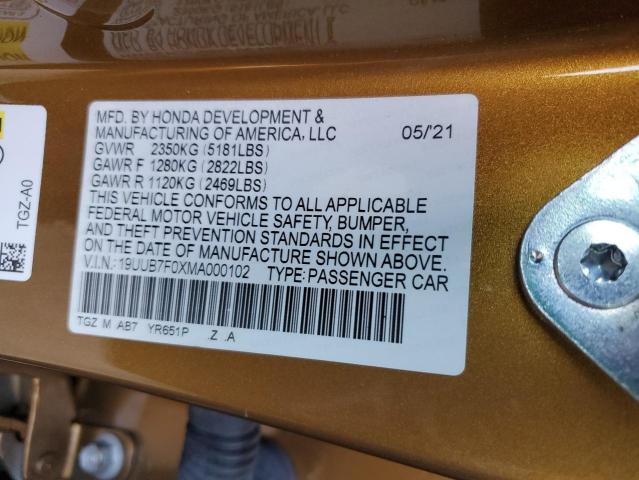 MFD. BY HONDA DEVELOPMENT &
MANUFACTURING OF AMERICA, LLC 05/'21
GVWR 2350KG (5181LBS)
GAWR F 1280KG (2822LBS)
GAWR R 1120KG (2469LBS)
THIS VEHICLE CONFORMS TO ALL APPLICABLE
FEDERAL MOTOR VEHICLE SAFETY, BUMPER,
AND THEFT PREVENTION STANDARDS IN EFFECT
ON THE DATE OF MANUFACTURE SHOWN ABOVE.
V.I.N.:19UUB7F0XMA000102 TYPE:PASSENGER CAR
TGZ M AB7 YR651P .Z .A
TGZ-A0